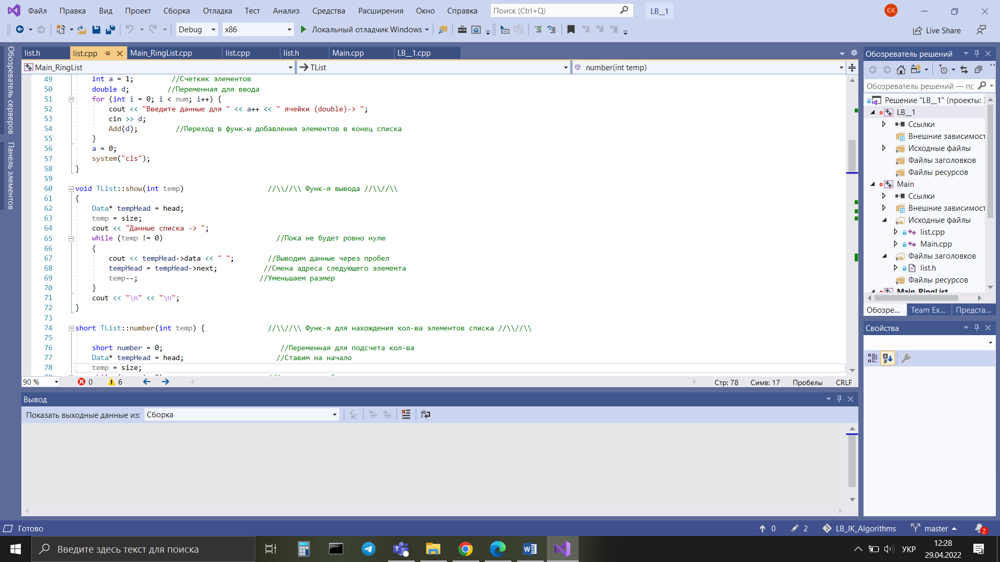 Файл Правка Вид Проект Сборка Отладка Тест Анализ Средства Расширения Окно Справка Поиск (Ctrl+Q) LB__1 ЄК
Debug x86 Локальный отладчик Windows Live Share
Обозреватель серверов
Панель элементов
list.h list.cpp Main_RingList.cpp list.cpp list.h Main.cpp LB__1.cpp
Main_RingList TList number(int temp)
49 int a = 1; //Счеткик элементов
50 double d; //Переменная для ввода
51 for (int i = 0; i < num; i++) {
52 cout << "Введите данные для " << a++ << " ячейки (double)-> ";
53 cin >> d;
54 Add(d); //Переход в функ-ю добавления элементов в конец списка
55 }
56 a = 0;
57 system("cls");
58 }
59
60 void TList::show(int temp) //\\//\\ Функ-я вывода //\\//\\
61 {
62 Data* tempHead = head;
63 temp = size;
64 cout << "Данные списка -> ";
65 while (temp != 0) //Пока не будет ровно нулю
66 {
67 cout << tempHead->data << " "; //Выводим данные через пробел
68 tempHead = tempHead->next; //Смена адреса следующего элемента
69 temp--; //Уменьшаем размер
70 }
71 cout << "\n" << "\n";
72 }
73
74 short TList::number(int temp) { //\\//\\ Функ-я для нахождения кол-ва элементов списка //\\//\\
75
76 short number = 0; //Переменная для подсчета кол-ва
77 Data* tempHead = head; //Ставим на начало
78 temp = size;
90 % 0 6 Стр: 78 Симв: 17 Пробелы CRLF
Вывод
Показать выходные данные из: Сборка
Обозреватель решений
Обозреватель решений — пс
Решение "LB__1" (проекты: 3
LB__1
Ссылки
Внешние зависимост
Исходные файлы
Файлы заголовков
Файлы ресурсов
Main
Ссылки
Внешние зависимост
Исходные файлы
list.cpp
Main.cpp
Файлы заголовков
list.h
Файлы ресурсов
Main_RingList
Обозре... Team Ex... Предста...
Свойства
Готово 0 2 LB_JK_Algorithms master 2
Введите здесь текст для поиска УКР 12:28
29.04.2022